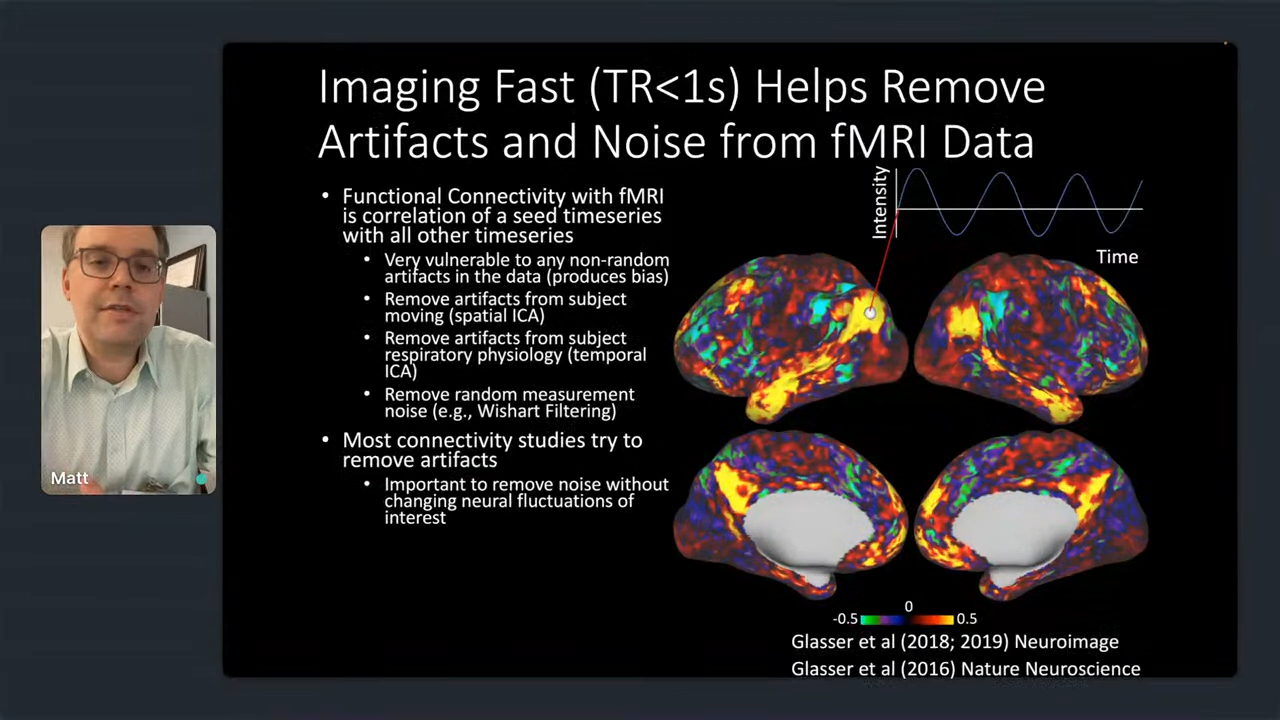 Imaging Fast (TR<1s) Helps Remove
Artifacts and Noise from fMRI Data
• Functional Connectivity with fMRI
is correlation of a seed timeseries
with all other timeseries
• Very vulnerable to any non-random
artifacts in the data (produces bias)
• Remove artifacts from subject
moving (spatial ICA)
• Remove artifacts from subject
respiratory physiology (temporal
ICA)
• Remove random measurement
noise (e.g., Wishart Filtering)
• Most connectivity studies try to
remove artifacts
• Important to remove noise without
changing neural fluctuations of
interest
Intensity
Time
0
-0.5
0.5
Glasser et al (2018; 2019) Neuroimage
Glasser et al (2016) Nature Neuroscience
Matt